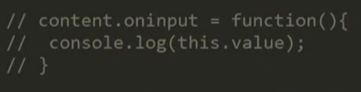 // content.oninput = function(){
//  console.log(this.value);
// }